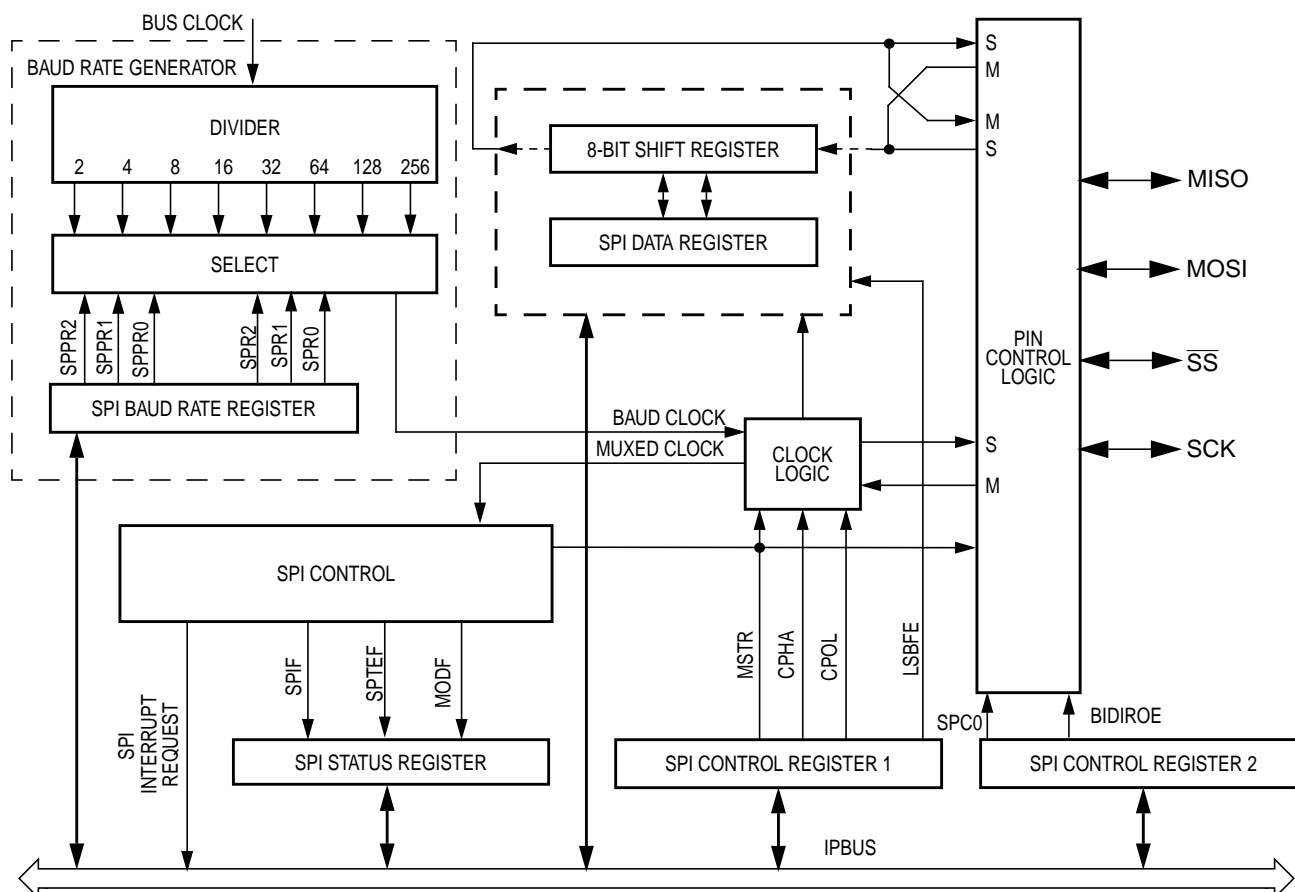 BUS CLOCK
BAUD RATE GENERATOR
DIVIDER
2 4 8 16 32 64 128 256
SELECT
SPPR2
SPPR1
SPPR0
SPR2
SPR1
SPR0
SPI BAUD RATE REGISTER
8-BIT SHIFT REGISTER
SPI DATA REGISTER
S
M
M
S
PIN
CONTROL
LOGIC
MISO
MOSI
SS
SCK
BAUD CLOCK
MUXED CLOCK
CLOCK
LOGIC
S
M
SPI CONTROL
SPI
INTERRUPT
REQUEST
SPIF
SPTEF
MODF
MSTR
CPHA
CPOL
LSBFE
SPC0
BIDIROE
SPI STATUS REGISTER
SPI CONTROL REGISTER 1
SPI CONTROL REGISTER 2
IPBUS